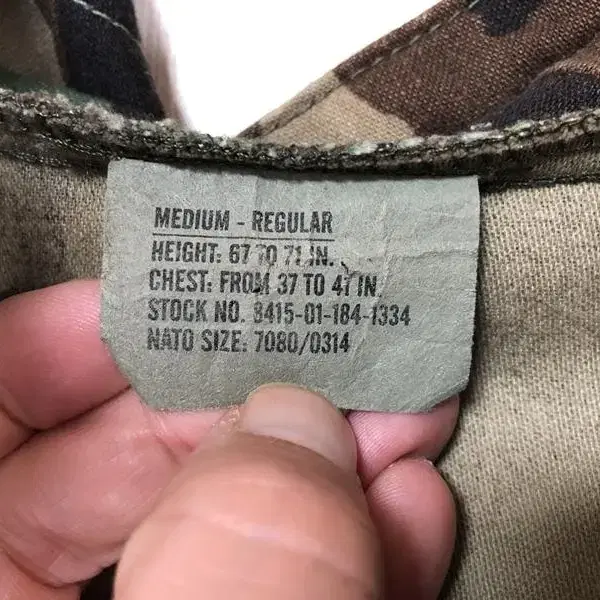 MEDIUM - REGULAR
HEIGHT: 67 TO 71 IN.
CHEST: FROM 37 TO 41 IN.
STOCK NO. 8415-01-184-1334
NATO SIZE: 7080/0314